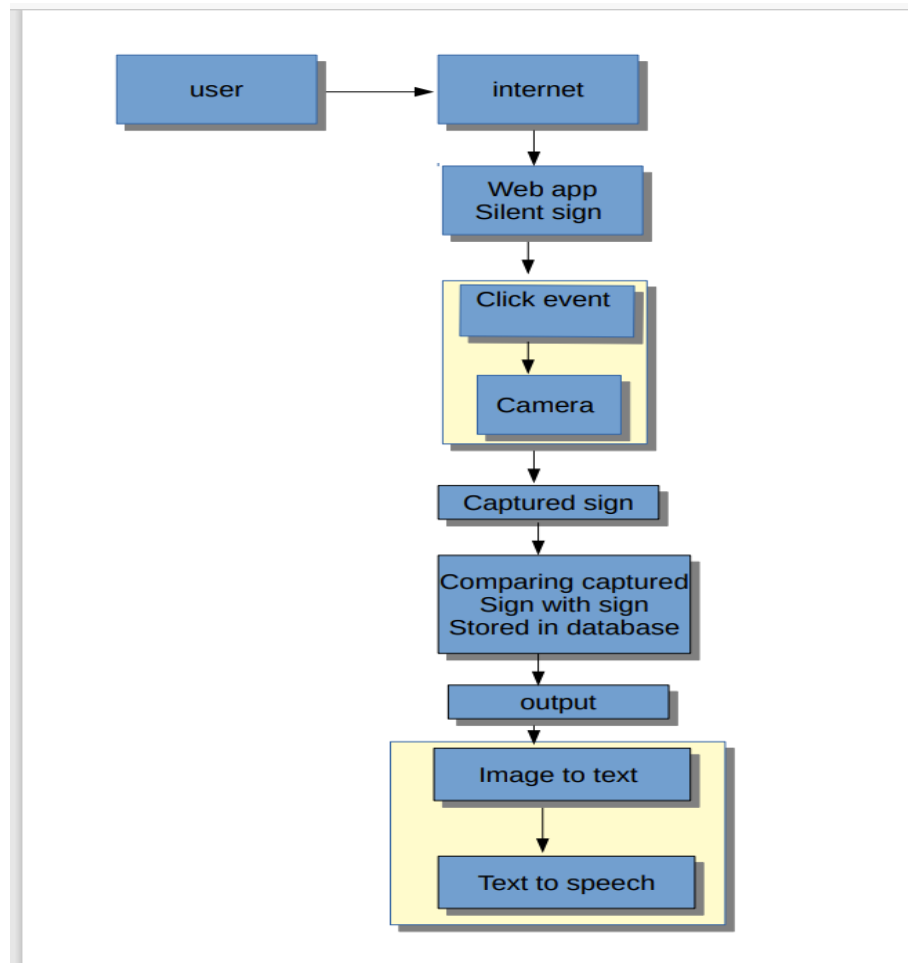 user
internet
Web app
Silent sign
Click event
Camera
Captured sign
Comparing captured
Sign with sign
Stored in database
output
Image to text
Text to speech